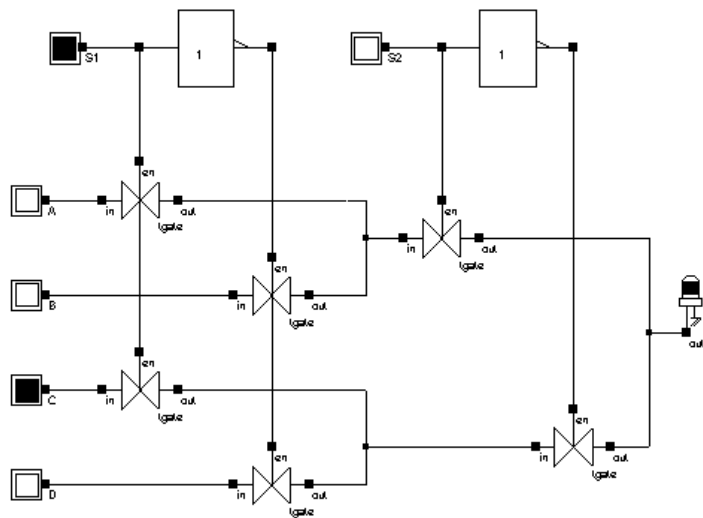 S1
1
S2
1
en
A
in
out
tgate
en
in
out
tgate
en
B
in
out
tgate
out
en
C
in
out
tgate
en
in
out
tgate
en
D
in
out
tgate